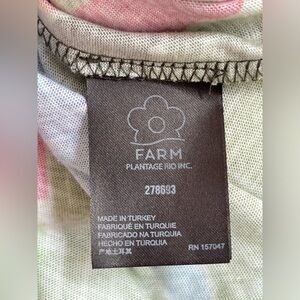 FARM
PLANTAGE RIO INC.
278693
MADE IN TURKEY
FABRIQUÉ EN TURQUIE
FABRICADO NA TURQUIA
HECHO EN TURQUIA
产地土耳其
RN 157047